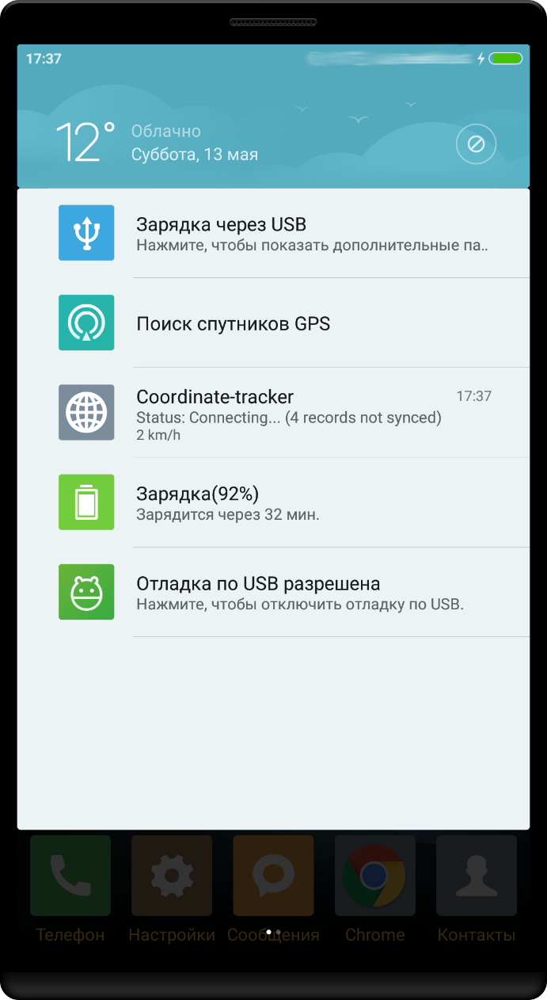 17:37
12°
Облачно
Суббота, 13 мая
Зарядка через USB
Нажмите, чтобы показать дополнительные па..
Поиск спутников GPS
Coordinate-tracker 17:37
Status: Connecting... (4 records not synced)
2 km/h
Зарядка(92%)
Зарядится через 32 мин.
Отладка по USB разрешена
Нажмите, чтобы отключить отладку по USB.
Телефон Настройки Сообщения Chrome Контакты